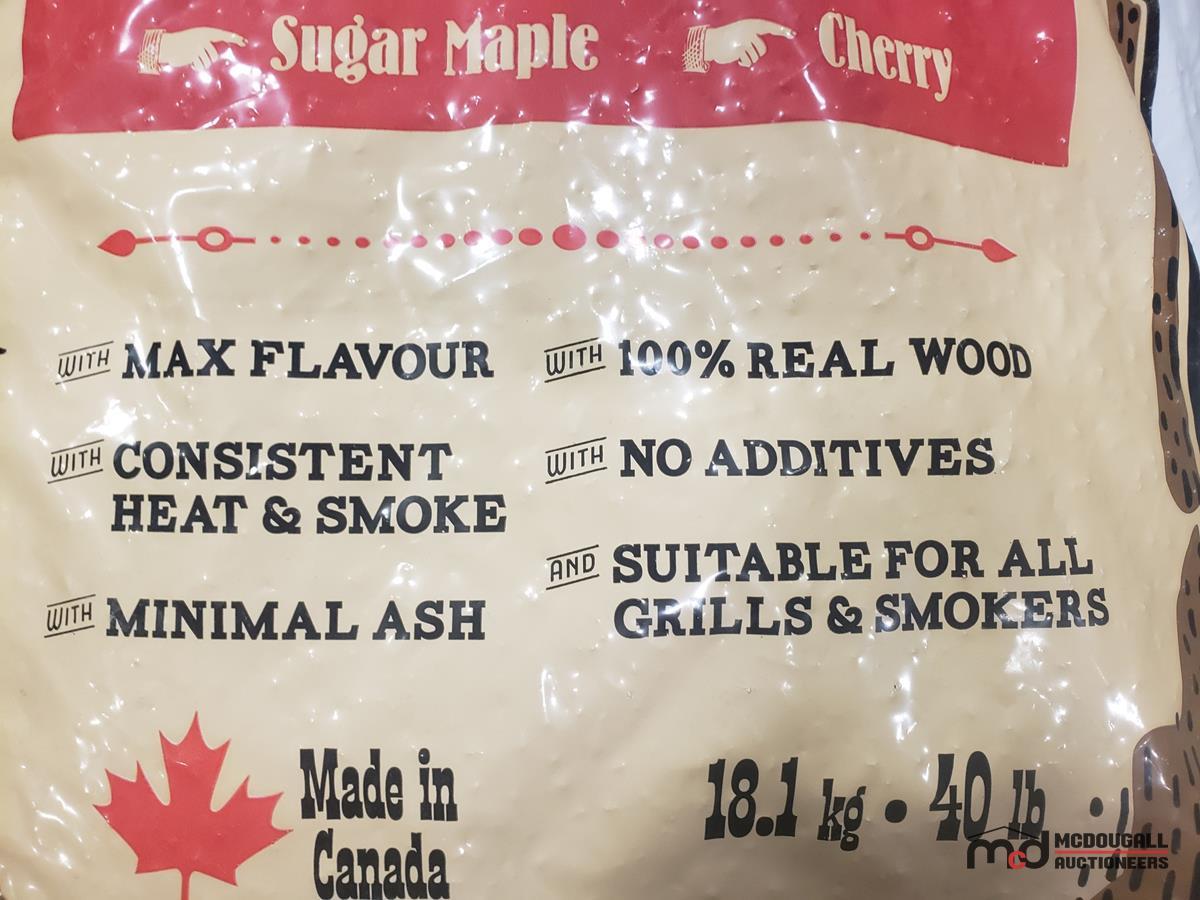 Sugar Maple Cherry
WITH MAX FLAVOUR
WITH CONSISTENT
HEAT & SMOKE
WITH MINIMAL ASH
WITH 100% REAL WOOD
WITH NO ADDITIVES
AND SUITABLE FOR ALL
GRILLS & SMOKERS
Made in
Canada
18.1 kg • 40 lb
mcd MCDOUGALL
AUCTIONEERS